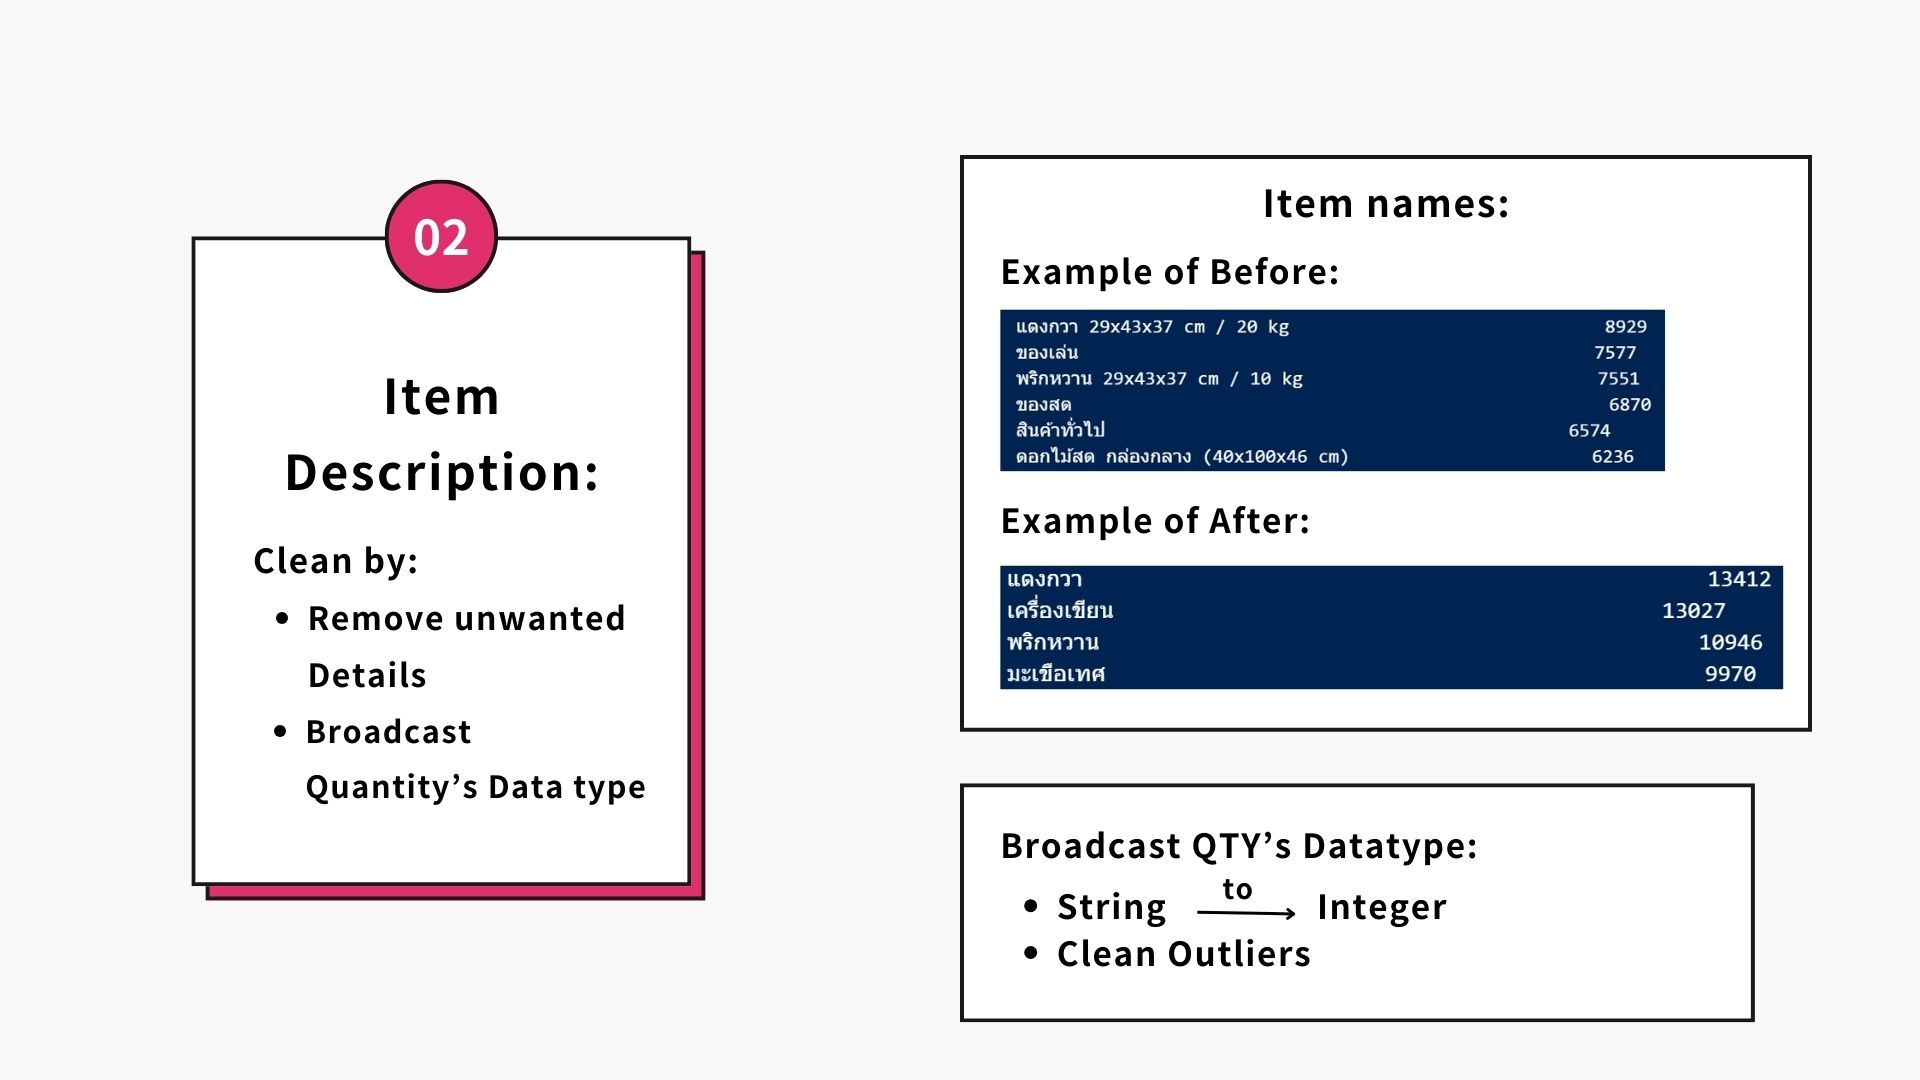 02
Item
Description:
Clean by:
• Remove unwanted
Details
• Broadcast
Quantity’s Data type
Item names:
Example of Before:
แตงกวา 29x43x37 cm / 20 kg 8929
ของเล่น 7577
พริกหวาน 29x43x37 cm / 10 kg 7551
ของสด 6870
สินค้าทั่วไป 6574
ดอกไม้สด กล่องกลาง (40x100x46 cm) 6236
Example of After:
แตงกวา 13412
เครื่องเขียน 13027
พริกหวาน 10946
มะเขือเทศ 9970
Broadcast QTY’s Datatype:
• String to Integer
• Clean Outliers